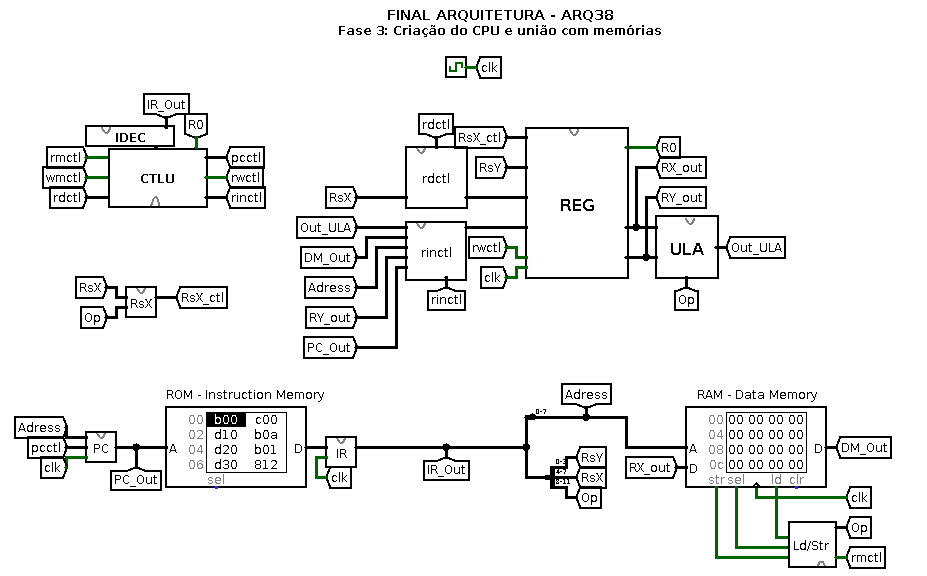 FINAL ARQUITETURA - ARQ38
Fase 3: Criação do CPU e união com memórias
clk
IR_Out
R0
IDEC
rmctl
wmctl
rdctl
CTLU
pcctl
rwctl
rinctl
rdctl
RsX_ctl
RsY
rdctl
RsX
REG
R0
RX_out
RY_out
Out_ULA
DM_Out
Adress
RY_out
PC_Out
rinctl
rwctl
clk
rinctl
ULA
Out_ULA
Op
RsX
Op
RsX
RsX_ctl
ROM - Instruction Memory
Adress
pcctl
clk
PC
PC_Out
A
00 b00 c00
02 d10 b0a
04 d20 b01
06 d30 812
sel
D
IR
clk
IR_Out
0-7
Adress
0-3
4-7
8-11
RsY
RsX
Op
RAM - Data Memory
RX_out
A
D
00 00 00 00 00
04 00 00 00 00
08 00 00 00 00
0c 00 00 00 00
str sel ld clr
D
DM_Out
clk
Ld/Str
Op
rmctl